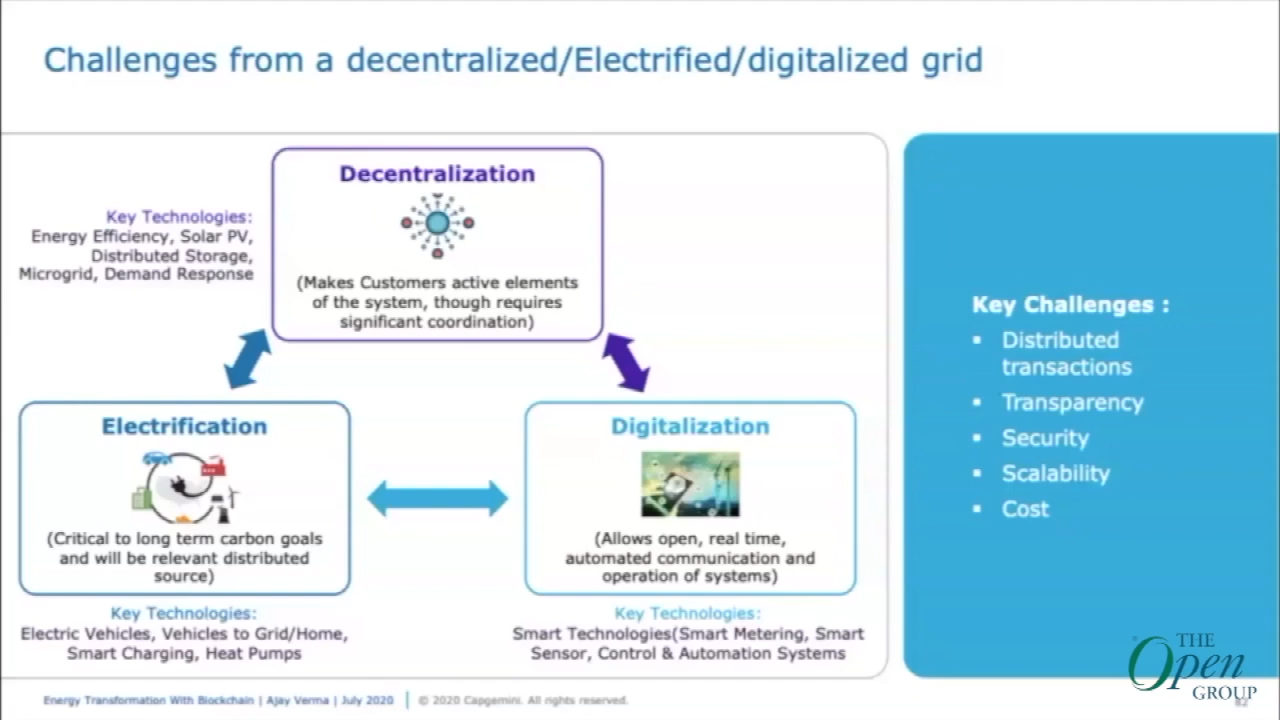 Challenges from a decentralized/Electrified/digitalized grid
Decentralization
(Makes Customers active elements
of the system, though requires
significant coordination)
Key Technologies:
Energy Efficiency, Solar PV,
Distributed Storage,
Microgrid, Demand Response
Electrification
(Critical to long term carbon goals
and will be relevant distributed
source)
Key Technologies:
Electric Vehicles, Vehicles to Grid/Home,
Smart Charging, Heat Pumps
Digitalization
(Allows open, real time,
automated communication and
operation of systems)
Key Technologies:
Smart Technologies(Smart Metering, Smart
Sensor, Control & Automation Systems
Key Challenges :
▪ Distributed
transactions
▪ Transparency
▪ Security
▪ Scalability
▪ Cost
THE
Open
GROUP
Energy Transformation With Blockchain | Ajay Verma | July 2020 | © 2020 Capgemini. All rights reserved.